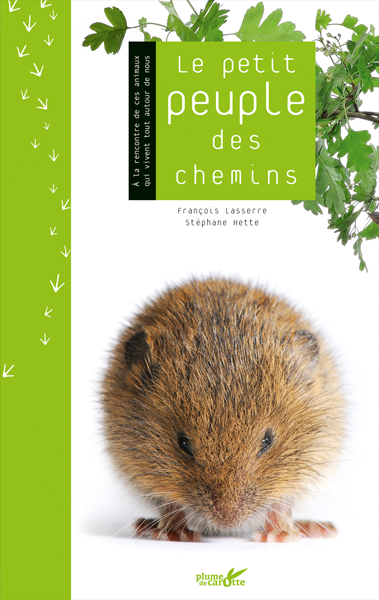 À la rencontre de ces animaux
qui vivent tout autour de nous
Le petit
peuple
des
chemins
François Lasserre
Stéphane Hette
plume
de carotte